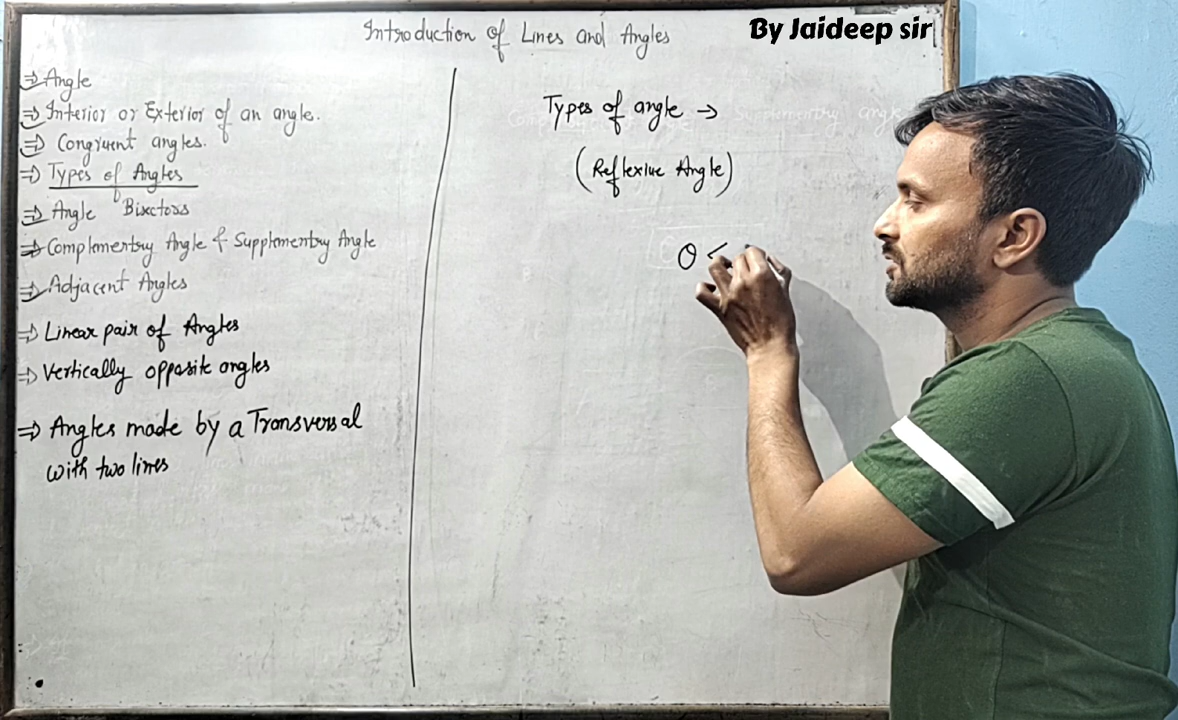 Introduction of Lines and Angles
By Jaideep sir
⇒ Angle
⇒ Interior or Exterior of an angle.
⇒ Congruent angles.
⇒ Types of Angles
⇒ Angle Bisectors
⇒ Complementry Angle & Supplementry Angle
⇒ Adjacent Angles
⇒ Linear pair of Angles
⇒ Vertically opposite angles
⇒ Angles made by a Transversal
with two lines
Types of angle →
(Reflexive Angle)
θ <